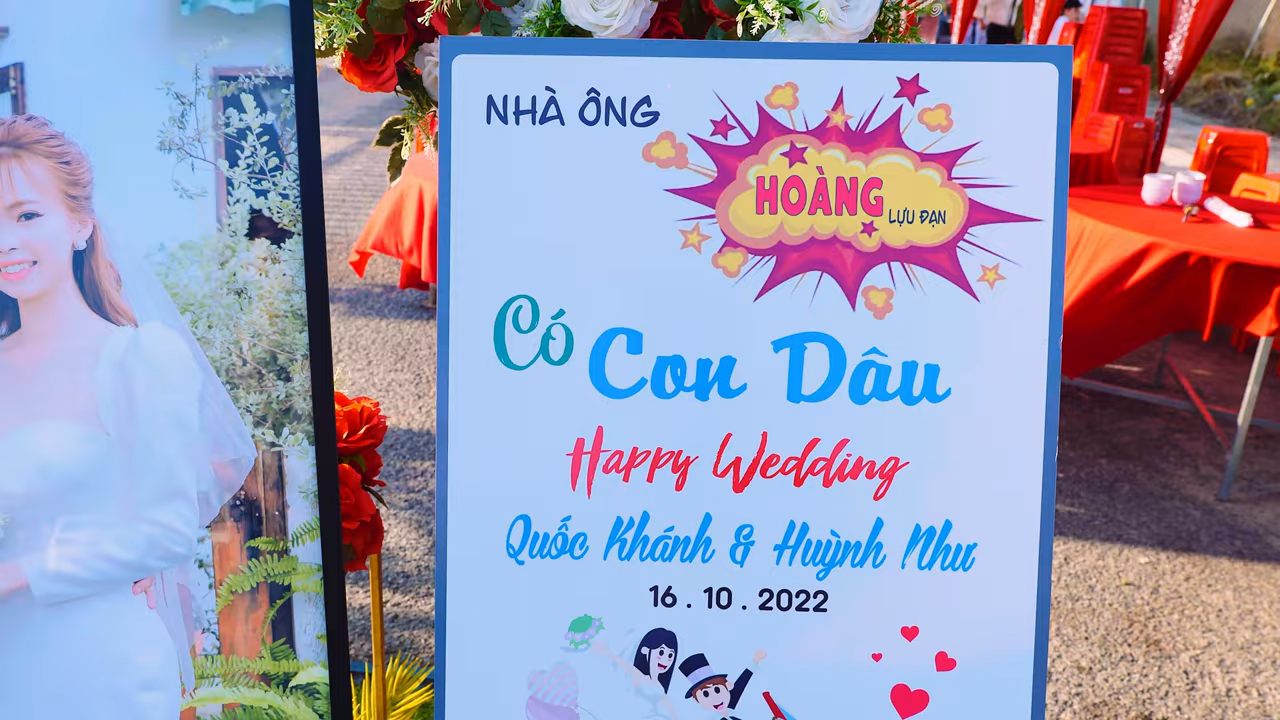 NHÀ ÔNG
HOÀNG LỰU ĐẠN
Có Con Dâu
Happy Wedding
Quốc Khánh & Huỳnh Như
16 . 10 . 2022